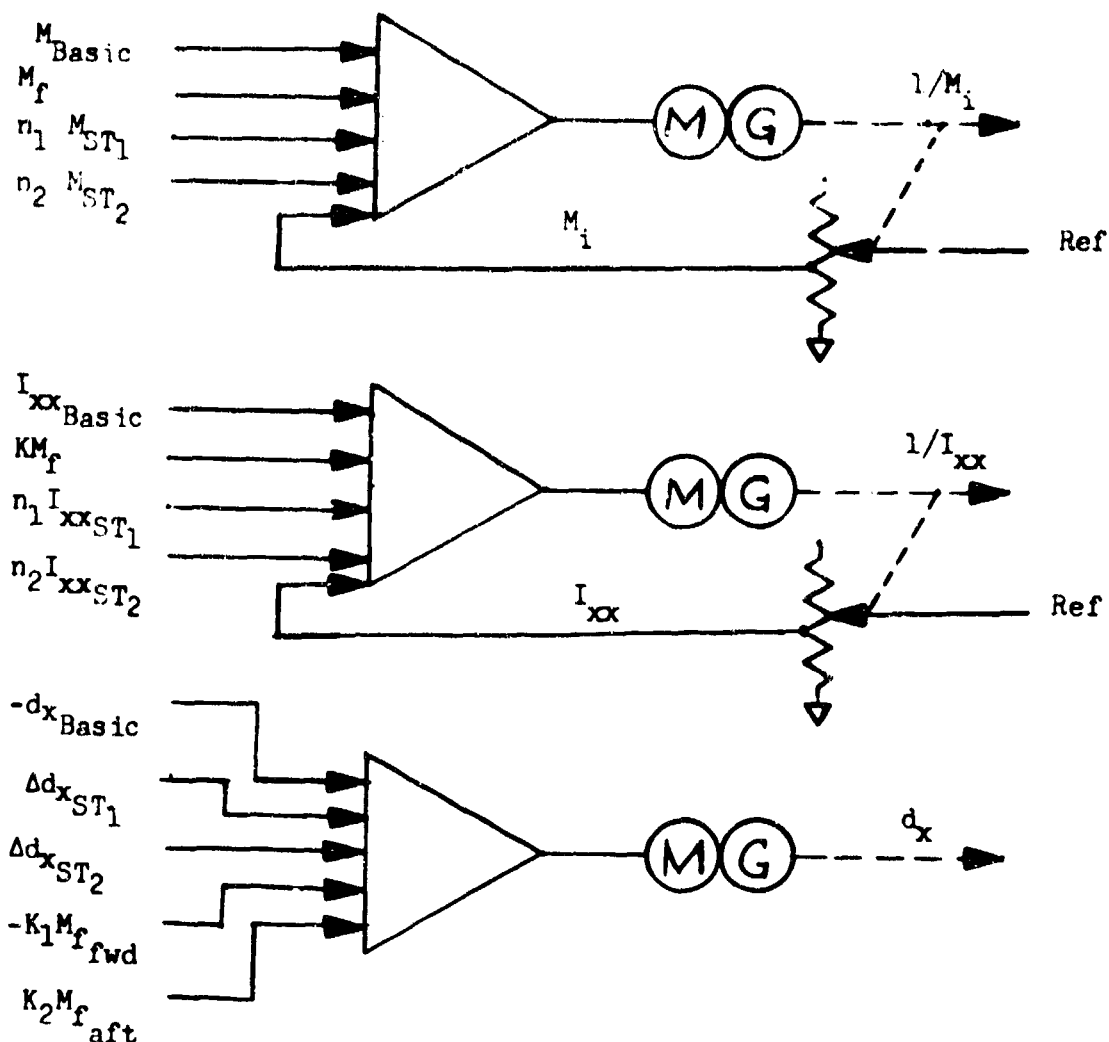 M_Basic
M_f
n_1 M_ST_1
n_2 M_ST_2
M G
1/M_i
M_i
Ref
I_xx_Basic
KM_f
n_1 I_xx_ST_1
n_2 I_xx_ST_2
M G
1/I_xx
I_xx
Ref
-d_x_Basic
Δd_x_ST_1
Δd_x_ST_2
-K_1 M_f_fwd
K_2 M_f_aft
M G
d_x